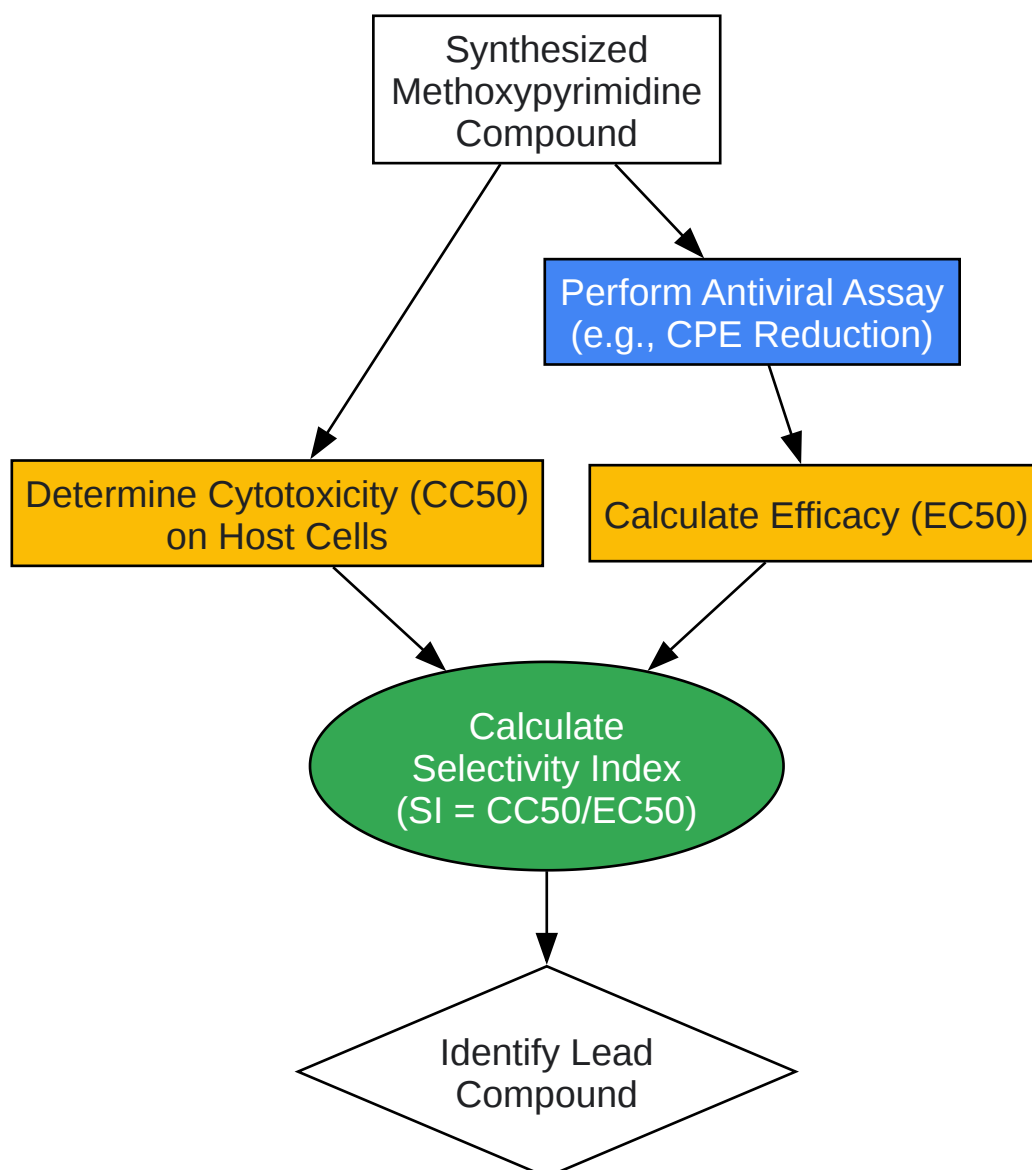 Synthesized
Methoxypyrimidine
Compound
Perform Antiviral Assay
(e.g., CPE Reduction)
Determine Cytotoxicity (CC50)
on Host Cells
Calculate Efficacy (EC50)
Calculate
Selectivity Index
(SI = CC50/EC50)
Identify Lead
Compound